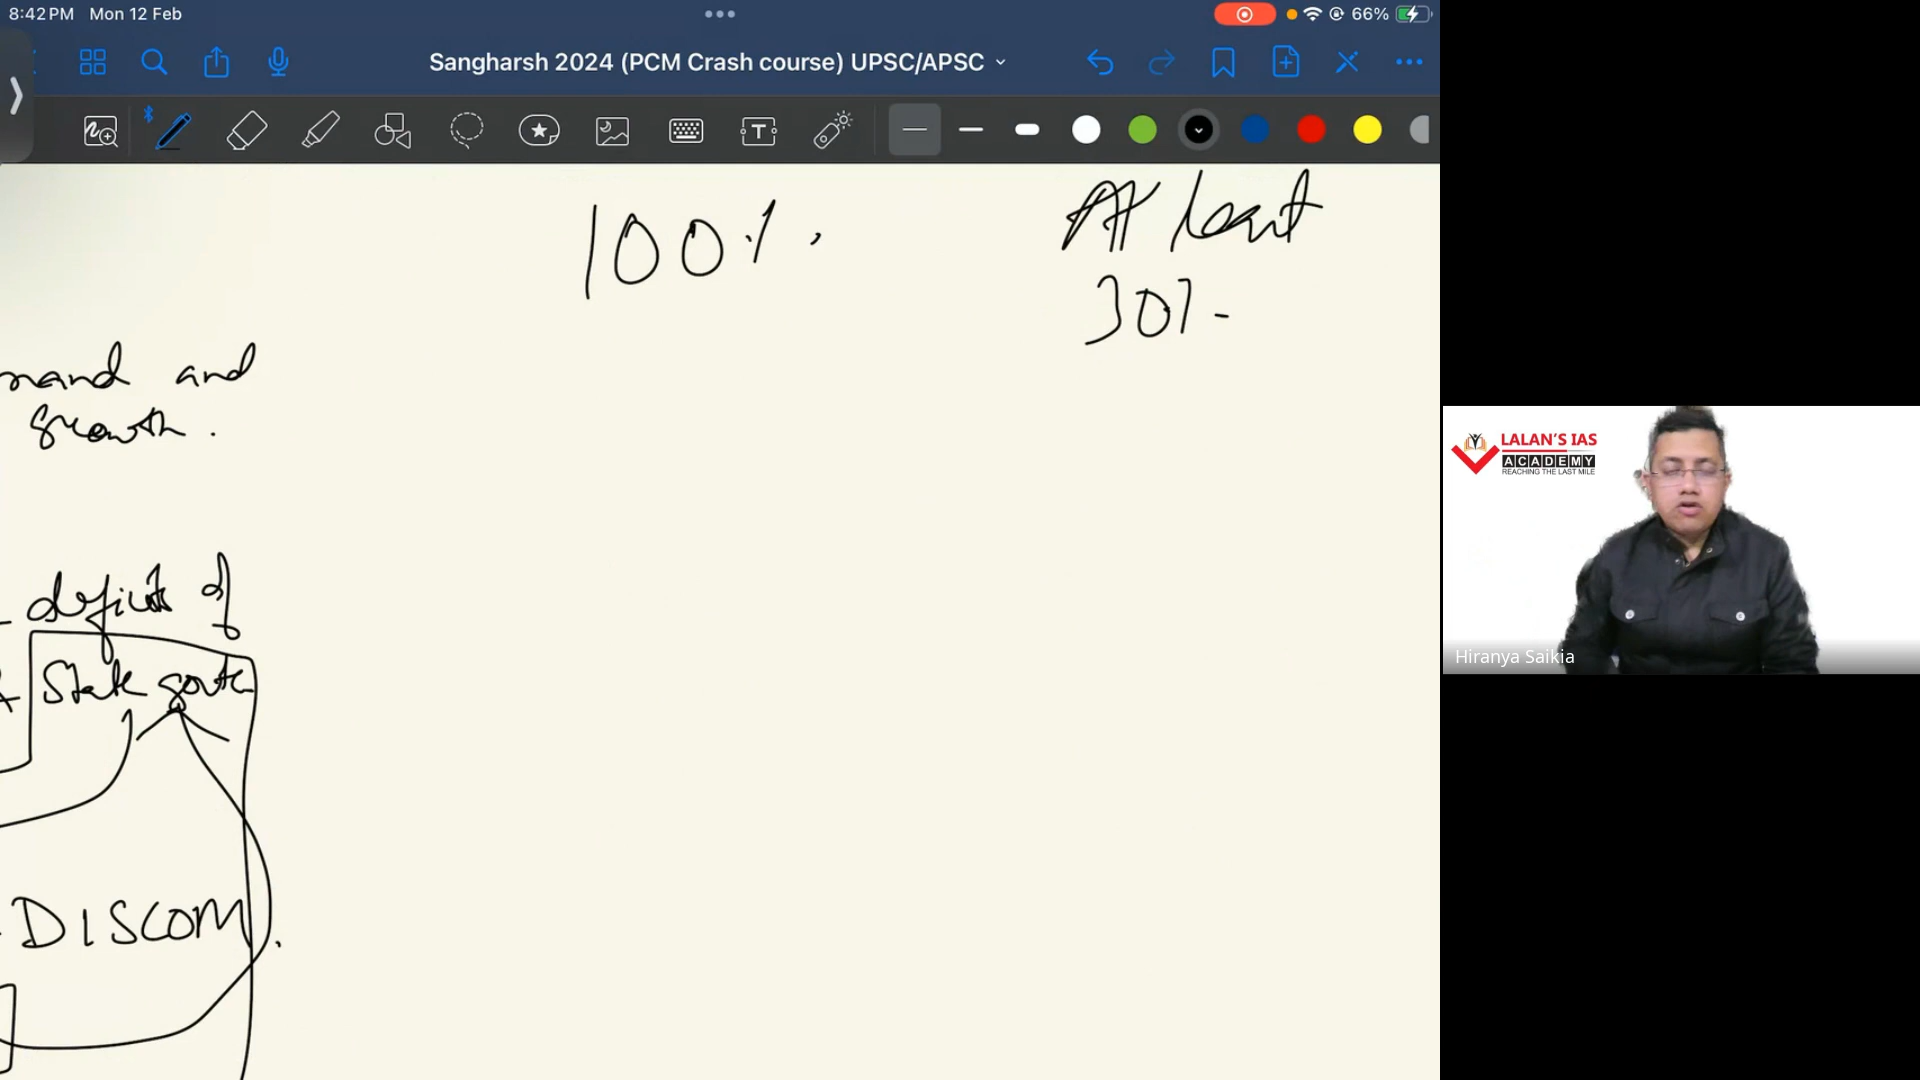 8:42 PM Mon 12 Feb
66%
Sangharsh 2024 (PCM Crash course) UPSC/APSC
T
At least
100%.
30%
mand and
growth.
deficit of
State govt
DISCOM.
LALAN'S IAS
ACADEMY
REACHING THE LAST MILE
Hiranya Saikia